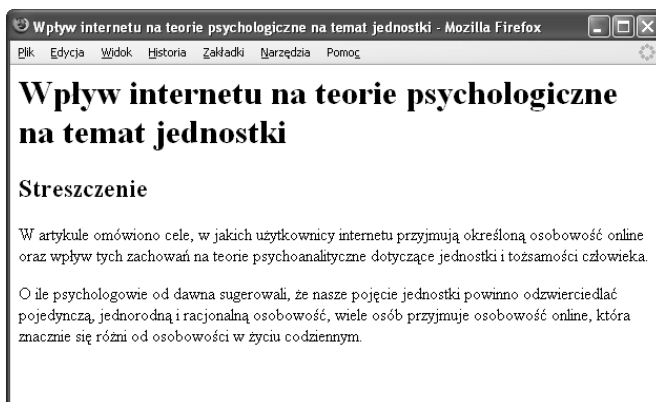 Wpływ internetu na teorie psychologiczne na temat jednostki - Mozilla Firefox
Plik Edycja Widok Historia Zakładki Narzędzia Pomoc
Wpływ internetu na teorie psychologiczne
na temat jednostki
Streszczenie
W artykule omówiono cele, w jakich użytkownicy internetu przyjmują określoną osobowość online
oraz wpływ tych zachowań na teorie psychoanalityczne dotyczące jednostki i tożsamości człowieka.
O ile psychologowie od dawna sugerowali, że nasze pojęcie jednostki powinno odzwierciedlać
pojedynczą, jednorodną i racjonalną osobowość, wiele osób przyjmuje osobowość online, która
znacznie się różni od osobowości w życiu codziennym.